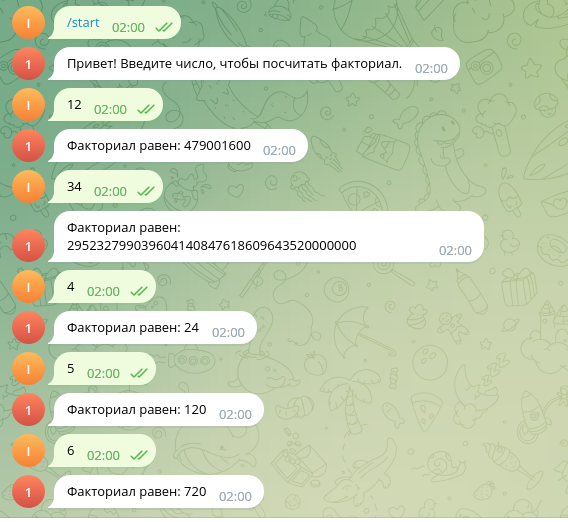 I /start 02:00
1 Привет! Введите число, чтобы посчитать факториал. 02:00
I 12 02:00
1 Факториал равен: 479001600 02:00
I 34 02:00
Факториал равен:
1 295232799039604140847618609643520000000 02:00
I 4 02:00
1 Факториал равен: 24 02:00
I 5 02:00
1 Факториал равен: 120 02:00
I 6 02:00
1 Факториал равен: 720 02:00